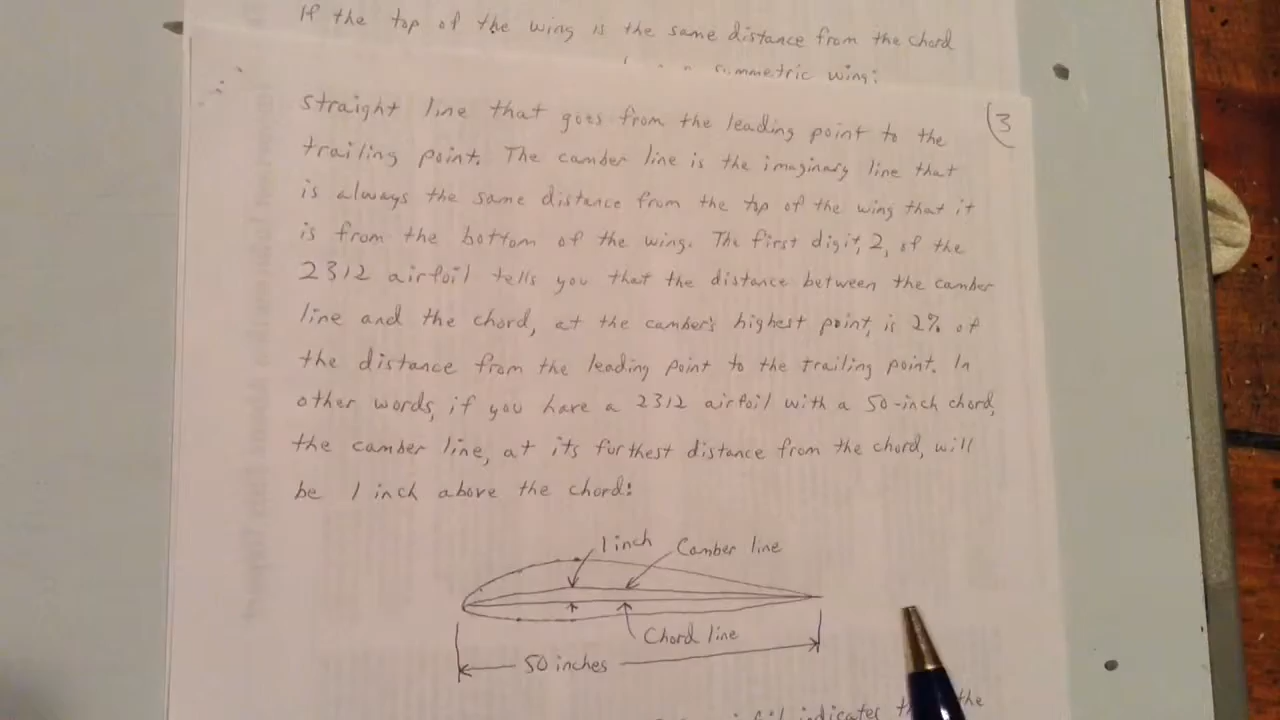 If the top of the wing is the same distance from the chord
symmetric wing:
3
straight line that goes from the leading point to the
trailing point. The camber line is the imaginary line that
is always the same distance from the top of the wing that it
is from the bottom of the wing. The first digit, 2, of the
2312 airfoil tells you that the distance between the camber
line and the chord, at the camber's highest point, is 2% of
the distance from the leading point to the trailing point. In
other words, if you have a 2312 airfoil with a 50-inch chord,
the camber line, at its furthest distance from the chord, will
be 1 inch above the chord:
1 inch
Camber line
Chord line
50 inches
indicates the